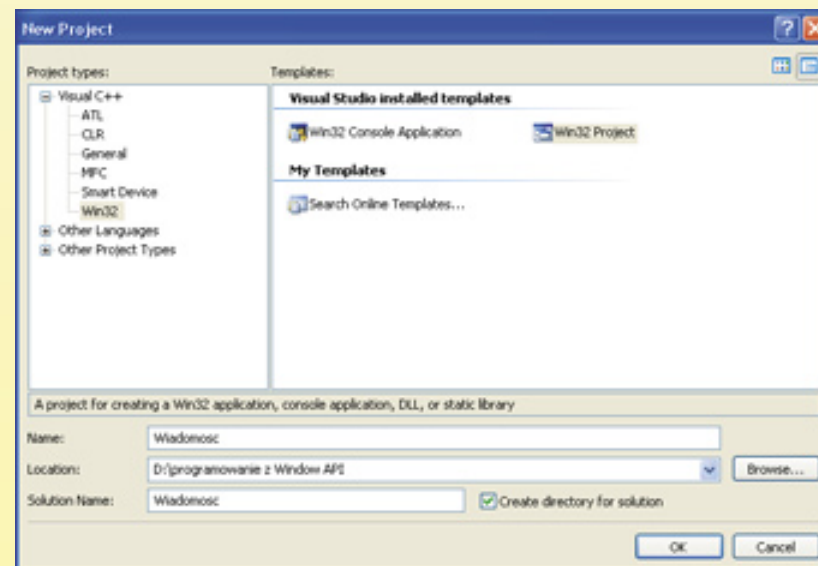 New Project
Project types:
Templates:
Visual C++
ATL
CLR
General
MFC
Smart Device
Win32
Other Languages
Other Project Types
Visual Studio installed templates
Win32 Console Application
Win32 Project
My Templates
Search Online Templates...
A project for creating a Win32 application, console application, DLL, or static library
Name:
Wiadomosc
Location:
D:\programowanie z Window API
Browse...
Solution Name:
Wiadomosc
Create directory for solution
OK
Cancel